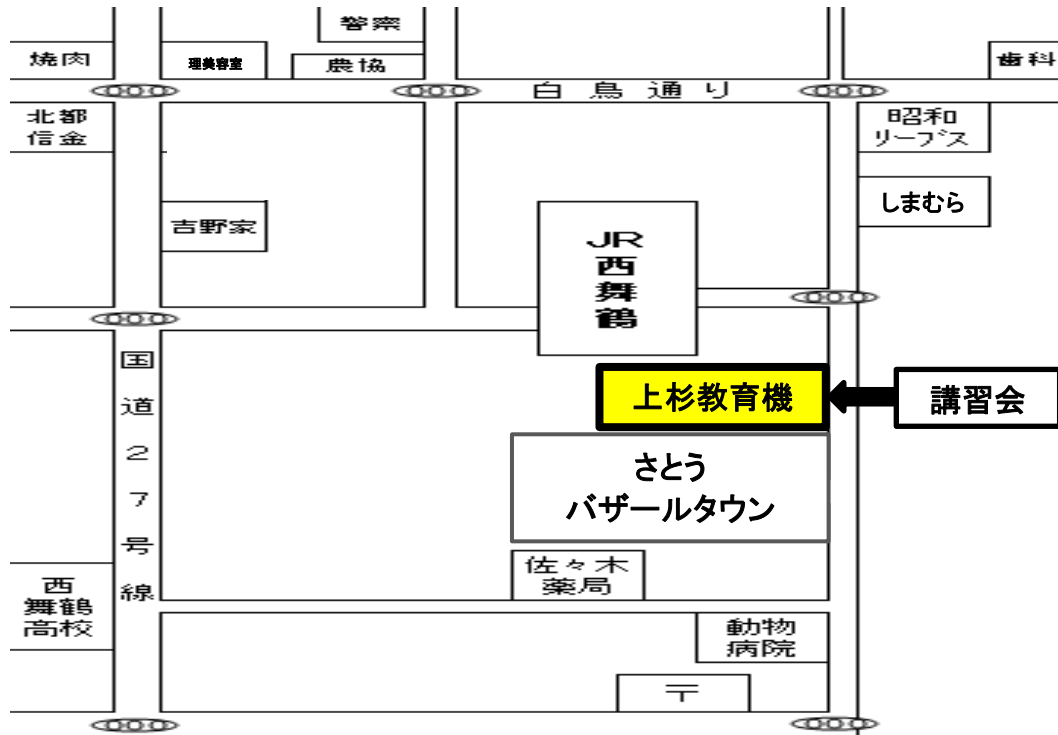 警察
焼肉
理美容室
農協
歯科
白鳥通り
北都
信金
昭和
リーブス
しまむら
吉野家
JR
西
舞
鶴
国道27号線
上杉教育機
講習会
さとう
バザールタウン
佐々木
薬局
西
舞鶴
高校
動物
病院
〒